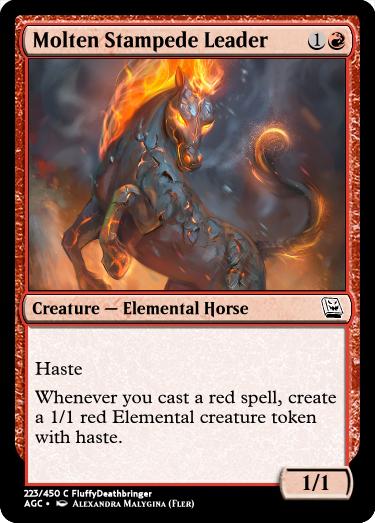 Molten Stampede Leader 1
Creature — Elemental Horse
Haste
Whenever you cast a red spell, create
a 1/1 red Elemental creature token
with haste.
223/450 C FluffyDeathbringer
AGC • Alexandra Malygina (Fler)
1/1